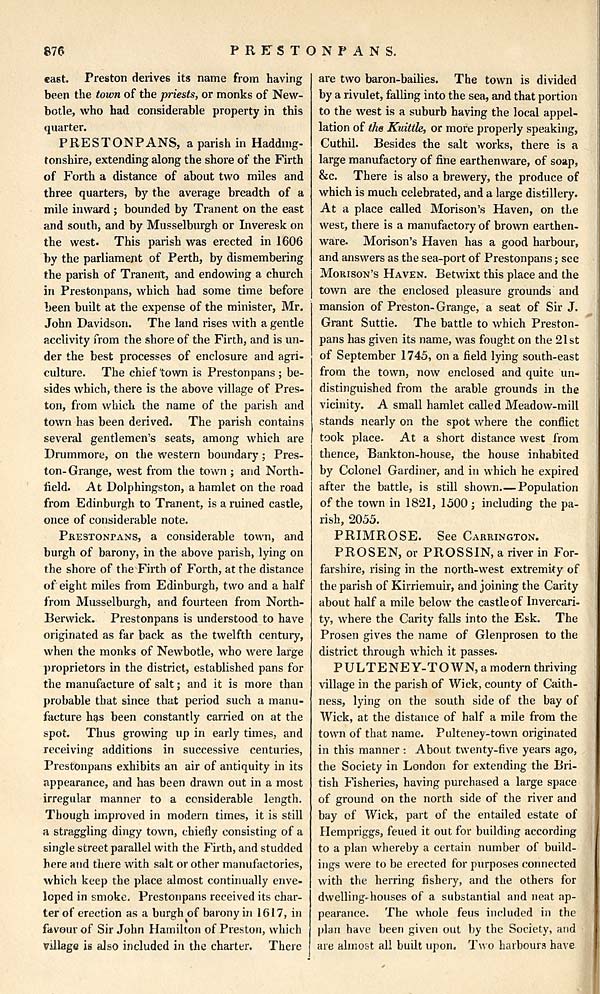 876
PRESTONPANS.
east. Preston derives its name from having
been the town of the priests, or monks of New-
botle, who had considerable property in this
quarter.
PRESTONPANS, a parish in Hadding-
tonshire, extending along the shore of the Firth
of Forth a distance of about two miles and
three quarters, by the average breadth of a
mile inward; bounded by Tranent on the east
and south, and by Musselburgh or Inveresk on
the west. This parish was erected in 1606
by the parliament of Perth, by dismembering
the parish of Tranent, and endowing a church
in Prestonpans, which had some time before
been built at the expense of the minister, Mr.
John Davidson. The land rises with a gentle
acclivity from the shore of the Firth, and is un-
der the best processes of enclosure and agri-
culture. The chief town is Prestonpans; be-
sides which, there is the above village of Pres-
ton, from which the name of the parish and
town has been derived. The parish contains
several gentlemen's seats, among which are
Drummore, on the western boundary; Pres-
ton-Grange, west from the town; and North-
field. At Dolphingston, a hamlet on the road
from Edinburgh to Tranent, is a ruined castle,
once of considerable note.
PRESTONPANS, a considerable town, and
burgh of barony, in the above parish, lying on
the shore of the Firth of Forth, at the distance
of eight miles from Edinburgh, two and a half
from Musselburgh, and fourteen from North-
Berwick. Prestonpans is understood to have
originated as far back as the twelfth century,
when the monks of Newbotle, who were large
proprietors in the district, established pans for
the manufacture of salt; and it is more than
probable that since that period such a manu-
facture has been constantly carried on at the
spot. Thus growing up in early times, and
receiving additions in successive centuries,
Prestonpans exhibits an air of antiquity in its
appearance, and has been drawn out in a most
irregular manner to a considerable length.
Though improved in modern times, it is still
a straggling dingy town, chiefly consisting of a
single street parallel with the Firth, and studded
here and there with salt or other manufactories,
which keep the place almost continually enve-
loped in smoke. Prestonpans received its char-
ter of erection as a burgh of barony in 1617, in
favour of Sir John Hamilton of Preston, which
village is also included in the charter. There
are two baron-bailies. The town is divided
by a rivulet, falling into the sea, and that portion
to the west is a suburb having the local appel-
lation of the Kuittle, or more properly speaking,
Cuthil. Besides the salt works, there is a
large manufactory of fine earthenware, of soap,
&c. There is also a brewery, the produce of
which is much celebrated, and a large distillery.
At a place called Morison's Haven, on the
west, there is a manufactory of brown earthen-
ware. Morison's Haven has a good harbour,
and answers as the sea-port of Prestonpans; see
MORISON'S HAVEN. Betwixt this place and the
town are the enclosed pleasure grounds and
mansion of Preston-Grange, a seat of Sir J.
Grant Suttie. The battle to which Preston-
pans has given its name, was fought on the 21st
of September 1745, on a field lying south-east
from the town, now enclosed and quite un-
distinguished from the arable grounds in the
vicinity. A small hamlet called Meadow-mill
stands nearly on the spot where the conflict
took place. At a short distance west from
thence, Bankton-house, the house inhabited
by Colonel Gardiner, and in which he expired
after the battle, is still shown.—Population
of the town in 1821, 1500; including the pa-
rish, 2055.
PRIMROSE. See CARRINGTON.
PROSEN, or PROSSIN, a river in For-
farshire, rising in the north-west extremity of
the parish of Kirriemuir, and joining the Carity
about half a mile below the castle of Invercari-
ty, where the Carity falls into the Esk. The
Prosen gives the name of Glenprosen to the
district through which it passes.
PULTENEY-TOWN, a modern thriving
village in the parish of Wick, county of Caith-
ness, lying on the south side of the bay of
Wick, at the distance of half a mile from the
town of that name. Pulteney-town originated
in this manner: About twenty-five years ago,
the Society in London for extending the Bri-
tish Fisheries, having purchased a large space
of ground on the north side of the river and
bay of Wick, part of the entailed estate of
Hempriggs, feued it out for building according
to a plan whereby a certain number of build-
ings were to be erected for purposes connected
with the herring fishery, and the others for
dwelling-houses of a substantial and neat ap-
pearance. The whole feus included in the
plan have been given out by the Society, and
are almost all built upon. Two harbours have